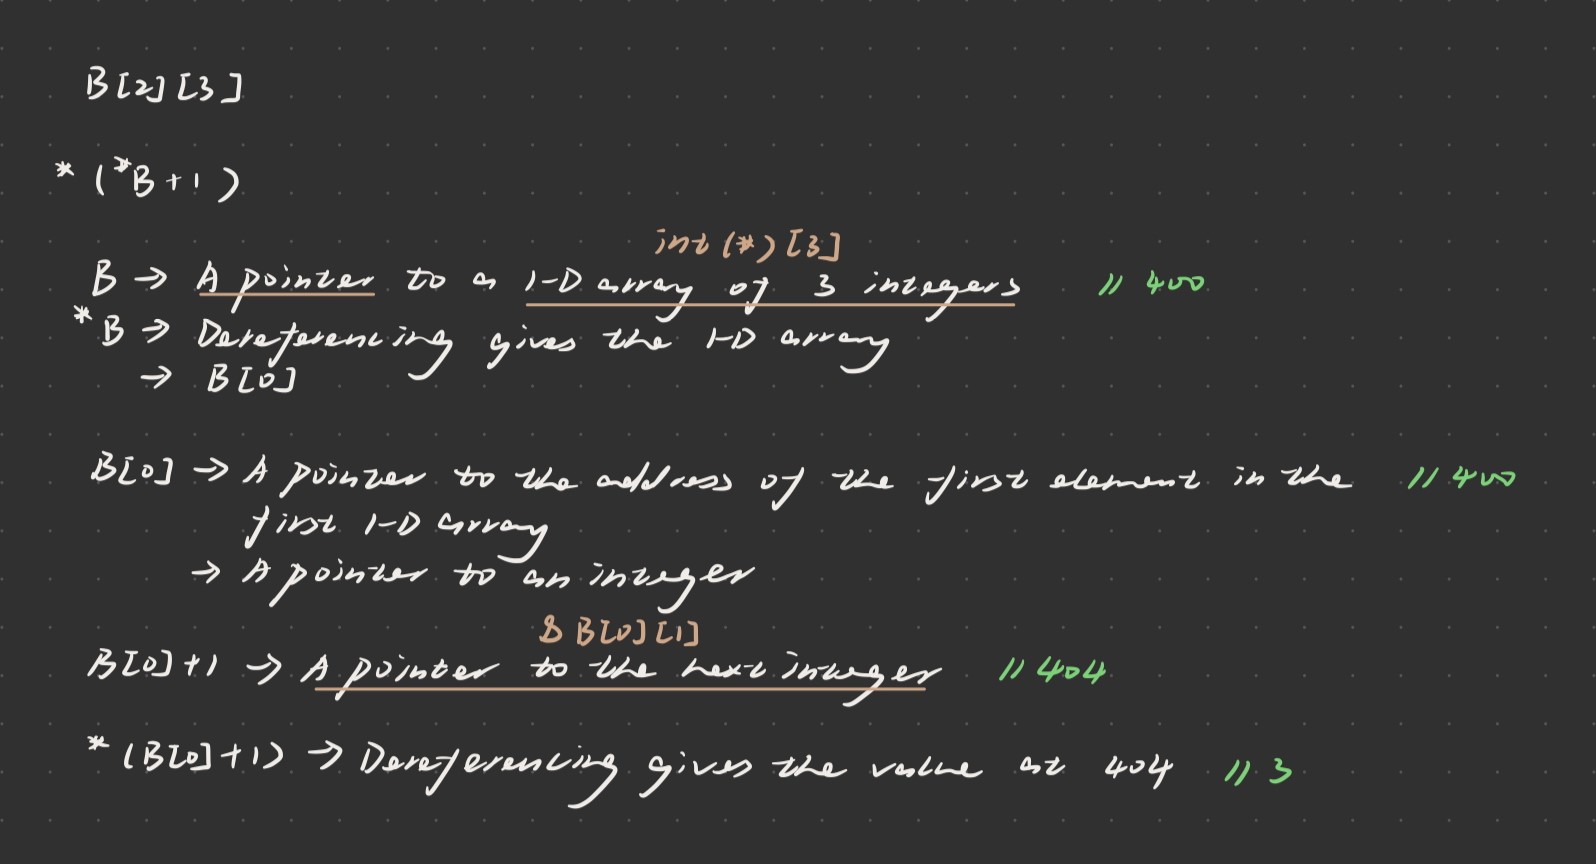 B[2][3]
*(*B+1)
int(*)[3]
B → A pointer to a 1-D array of 3 integers // 400
*B → Dereferencing gives the 1-D array
→ B[0]
B[0] → A pointer to the address of the first element in the // 400
first 1-D array
→ A pointer to an integer
&B[0][1]
B[0]+1 → A pointer to the next integer // 404
*(B[0]+1) → Dereferencing gives the value at 404 // 3